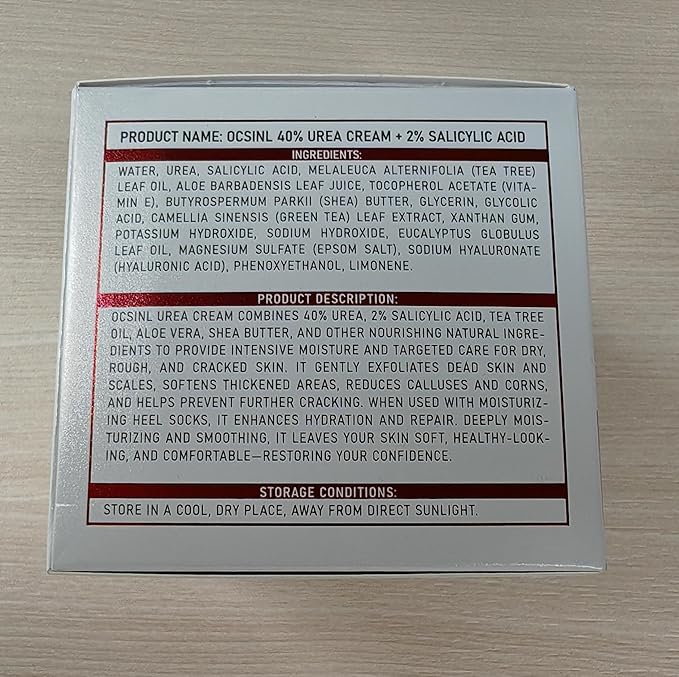 PRODUCT NAME: OCSINL 40% UREA CREAM + 2% SALICYLIC ACID
INGREDIENTS:
WATER, UREA, SALICYLIC ACID, MELALEUCA ALTERNIFOLIA (TEA TREE)
LEAF OIL, ALOE BARBADENSIS LEAF JUICE, TOCOPHEROL ACETATE (VITA-
MIN E), BUTYROSPERMUM PARKII (SHEA) BUTTER, GLYCERIN, GLYCOLIC
ACID, CAMELLIA SINENSIS (GREEN TEA) LEAF EXTRACT, XANTHAN GUM,
POTASSIUM HYDROXIDE, SODIUM HYDROXIDE, EUCALYPTUS GLOBULUS
LEAF OIL, MAGNESIUM SULFATE (EPSOM SALT), SODIUM HYALURONATE
(HYALURONIC ACID), PHENOXYETHANOL, LIMONENE.
PRODUCT DESCRIPTION:
OCSINL UREA CREAM COMBINES 40% UREA, 2% SALICYLIC ACID, TEA TREE
OIL, ALOE VERA, SHEA BUTTER, AND OTHER NOURISHING NATURAL INGRE-
DIENTS TO PROVIDE INTENSIVE MOISTURE AND TARGETED CARE FOR DRY,
ROUGH, AND CRACKED SKIN. IT GENTLY EXFOLIATES DEAD SKIN AND
SCALES, SOFTENS THICKENED AREAS, REDUCES CALLUSES AND CORNS,
AND HELPS PREVENT FURTHER CRACKING. WHEN USED WITH MOISTURIZ-
ING HEEL SOCKS, IT ENHANCES HYDRATION AND REPAIR. DEEPLY MOI-
STURIZING AND SMOOTHING, IT LEAVES YOUR SKIN SOFT, HEALTHY-LOOK-
ING, AND COMFORTABLE—RESTORING YOUR CONFIDENCE.
STORAGE CONDITIONS:
STORE IN A COOL, DRY PLACE, AWAY FROM DIRECT SUNLIGHT.